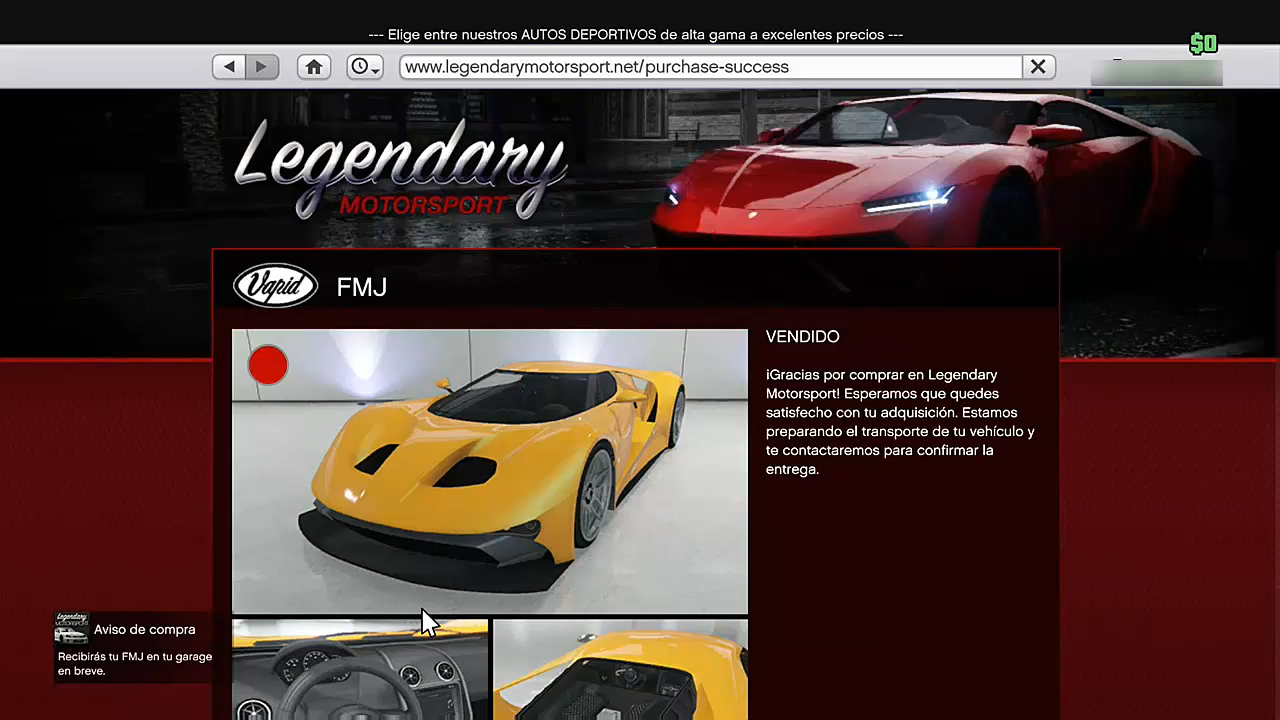 --- Elige entre nuestros AUTOS DEPORTIVOS de alta gama a excelentes precios ---
$0
www.legendarymotorsport.net/purchase-success
Legendary
MOTORSPORT
Vapid
FMJ
VENDIDO
¡Gracias por comprar en Legendary
Motorsport! Esperamos que quedes
satisfecho con tu adquisición. Estamos
preparando el transporte de tu vehículo y
te contactaremos para confirmar la
entrega.
Legendary
MOTORSPORT
Aviso de compra
Recibirás tu FMJ en tu garage
en breve.